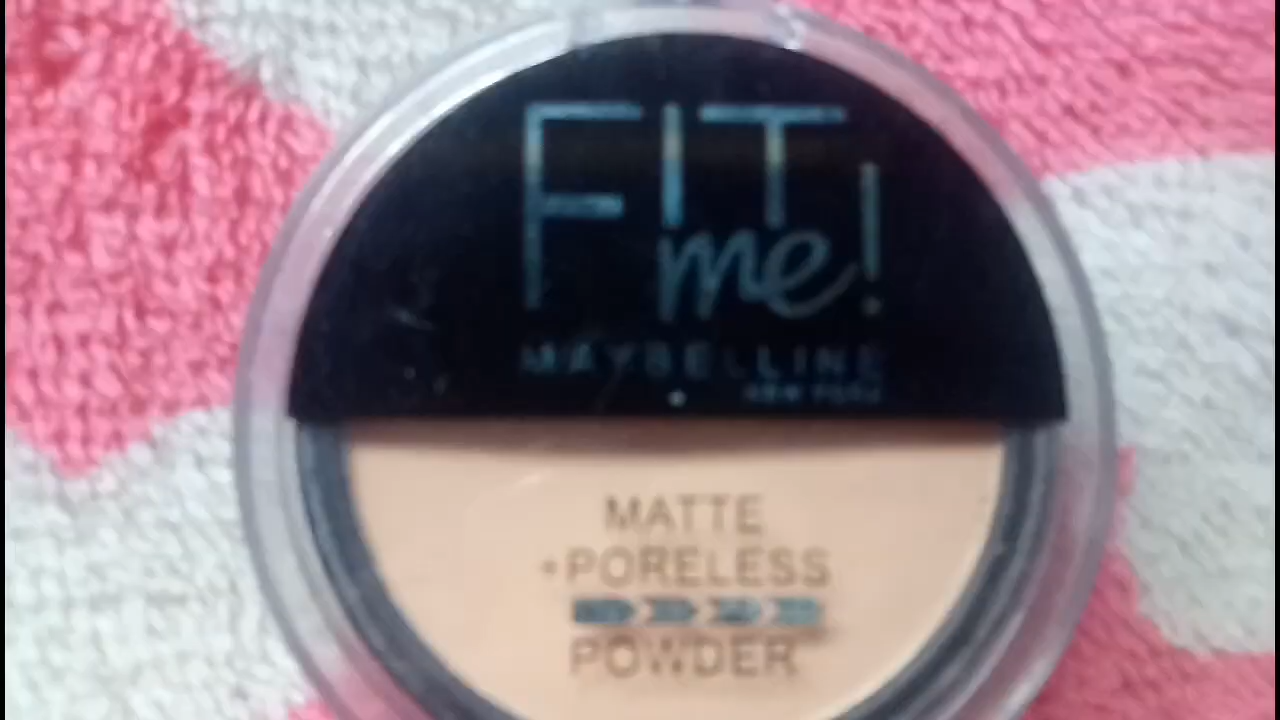 FIT
me!
MAYBELLINE
NEW YORK
MATTE
+PORELESS
POWDER